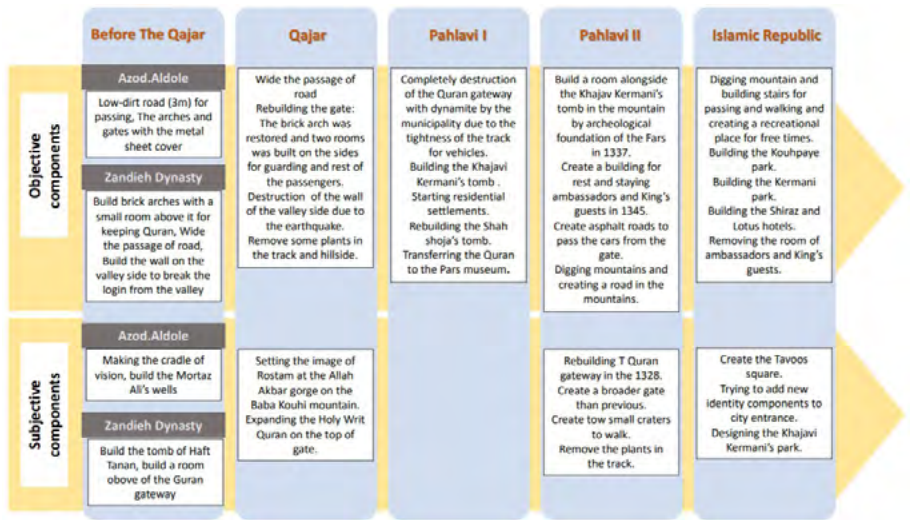 Before The Qajar
Qajar
Pahlavi I
Pahlavi II
Islamic Republic
Objective
components
Azod.Aldole
Low-dirt road (3m) for
passing, The arches and
gates with the metal
sheet cover
Zandieh Dynasty
Build brick arches with a
small room above it for
keeping Quran, Wide
the passage of road,
Build the wall on the
valley side to break the
login from the valley
Wide the passage of
road
Rebuilding the gate:
The brick arch was
restored and two rooms
was built on the sides
for guarding and rest of
the passengers.
Destruction of the wall
of the valley side due to
the earthquake.
Remove some plants in
the track and hillside.
Completely destruction
of the Quran gateway
with dynamite by the
municipality due to the
tightness of the track
for vehicles.
Building the Khajavi
Kermani's tomb .
Starting residential
settlements.
Rebuilding the Shah
shoja's tomb.
Transferring the Quran
to the Pars museum.
Build a room alongside
the Khajav Kermani's
tomb in the mountain
by archeological
foundation of the Fars
in 1337.
Create a building for
rest and staying
ambassadors and King's
guests in 1345.
Create asphalt roads to
pass the cars from the
gate.
Digging mountains and
creating a road in the
mountains.
Digging mountain and
building stairs for
passing and walking and
creating a recreational
place for free times.
Building the Kouhpaye
park.
Building the Kermani
park.
Building the Shiraz and
Lotus hotels.
Removing the room of
ambassadors and King's
guests.
Subjective
components
Azod.Aldole
Making the cradle of
vision, build the Mortaz
Ali's wells
Zandieh Dynasty
Build the tomb of Haft
Tanan, build a room
obove of the Guran
gateway
Setting the image of
Rostam at the Allah
Akbar gorge on the
Baba Kouhi mountain.
Expanding the Holy Writ
Quran on the top of
gate.
Rebuilding T Quran
gateway in the 1328.
Create a broader gate
than previous.
Create tow small craters
to walk.
Remove the plants in
the track.
Create the Tavoos
square.
Trying to add new
identity components to
city entrance.
Designing the Khajavi
Kermani's park.